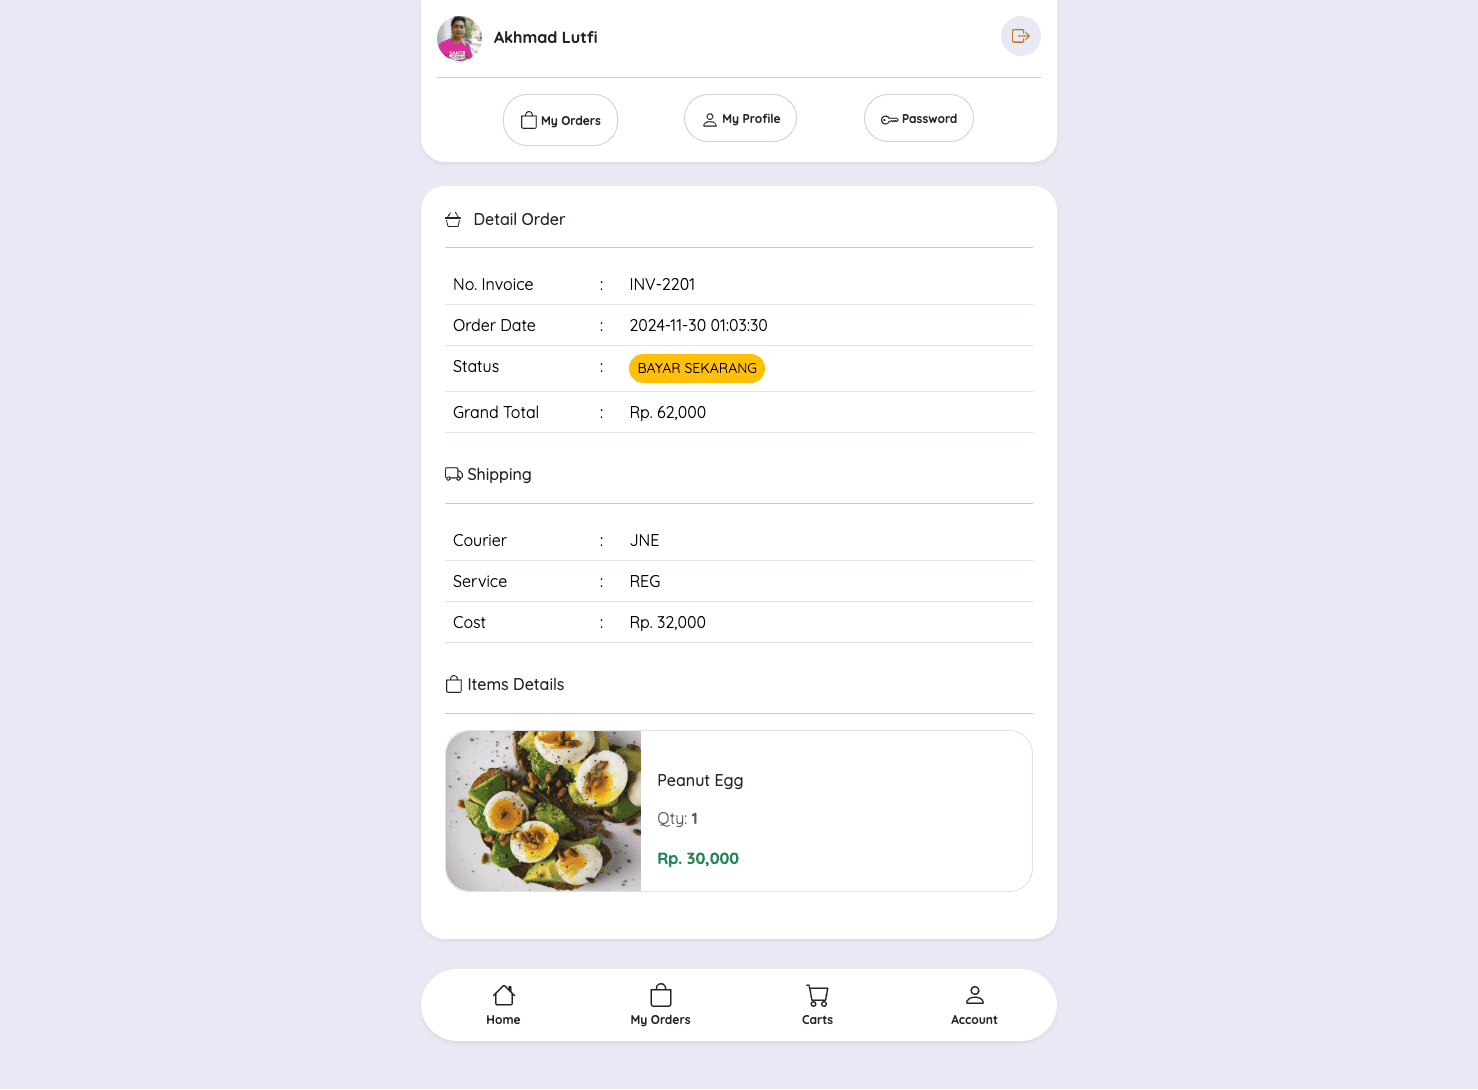 Akhmad Lutfi
My Orders
My Profile
Password
Detail Order
No. Invoice : INV-2201
Order Date : 2024-11-30 01:03:30
Status : BAYAR SEKARANG
Grand Total : Rp. 62,000
Shipping
Courier : JNE
Service : REG
Cost : Rp. 32,000
Items Details
Peanut Egg
Qty: 1
Rp. 30,000
Home
My Orders
Carts
Account